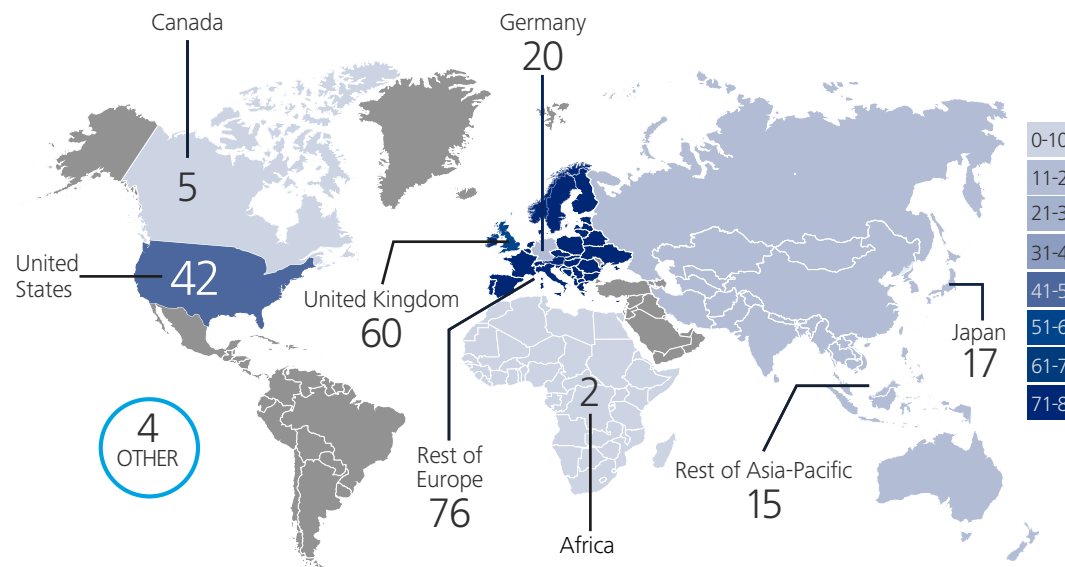 Canada
5
Germany
20
United
States
42
United Kingdom
60
Rest of
Europe
76
2
Africa
Japan
17
Rest of Asia-Pacific
15
4
OTHER
0-10
11-2
21-3
31-4
41-5
51-6
61-7
71-8